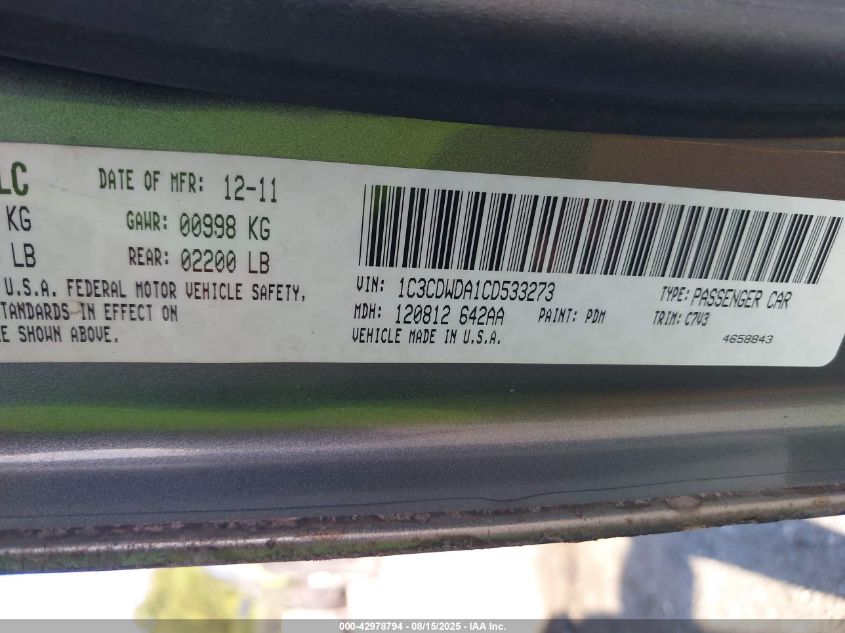 LC DATE OF MFR: 12-11
KG GAWR: 00998 KG
LB REAR: 02200 LB
U.S.A. FEDERAL MOTOR VEHICLE SAFETY,
TANDARDS IN EFFECT ON
E SHOWN ABOVE.
VIN: 1C3CDWDA1CD533273 TYPE: PASSENGER CAR
MDH: 120812 642AA PAINT: PDM TRIM: C7V3
VEHICLE MADE IN U.S.A. 4658843
000-42978794 - 08/15/2025 - IAA Inc.